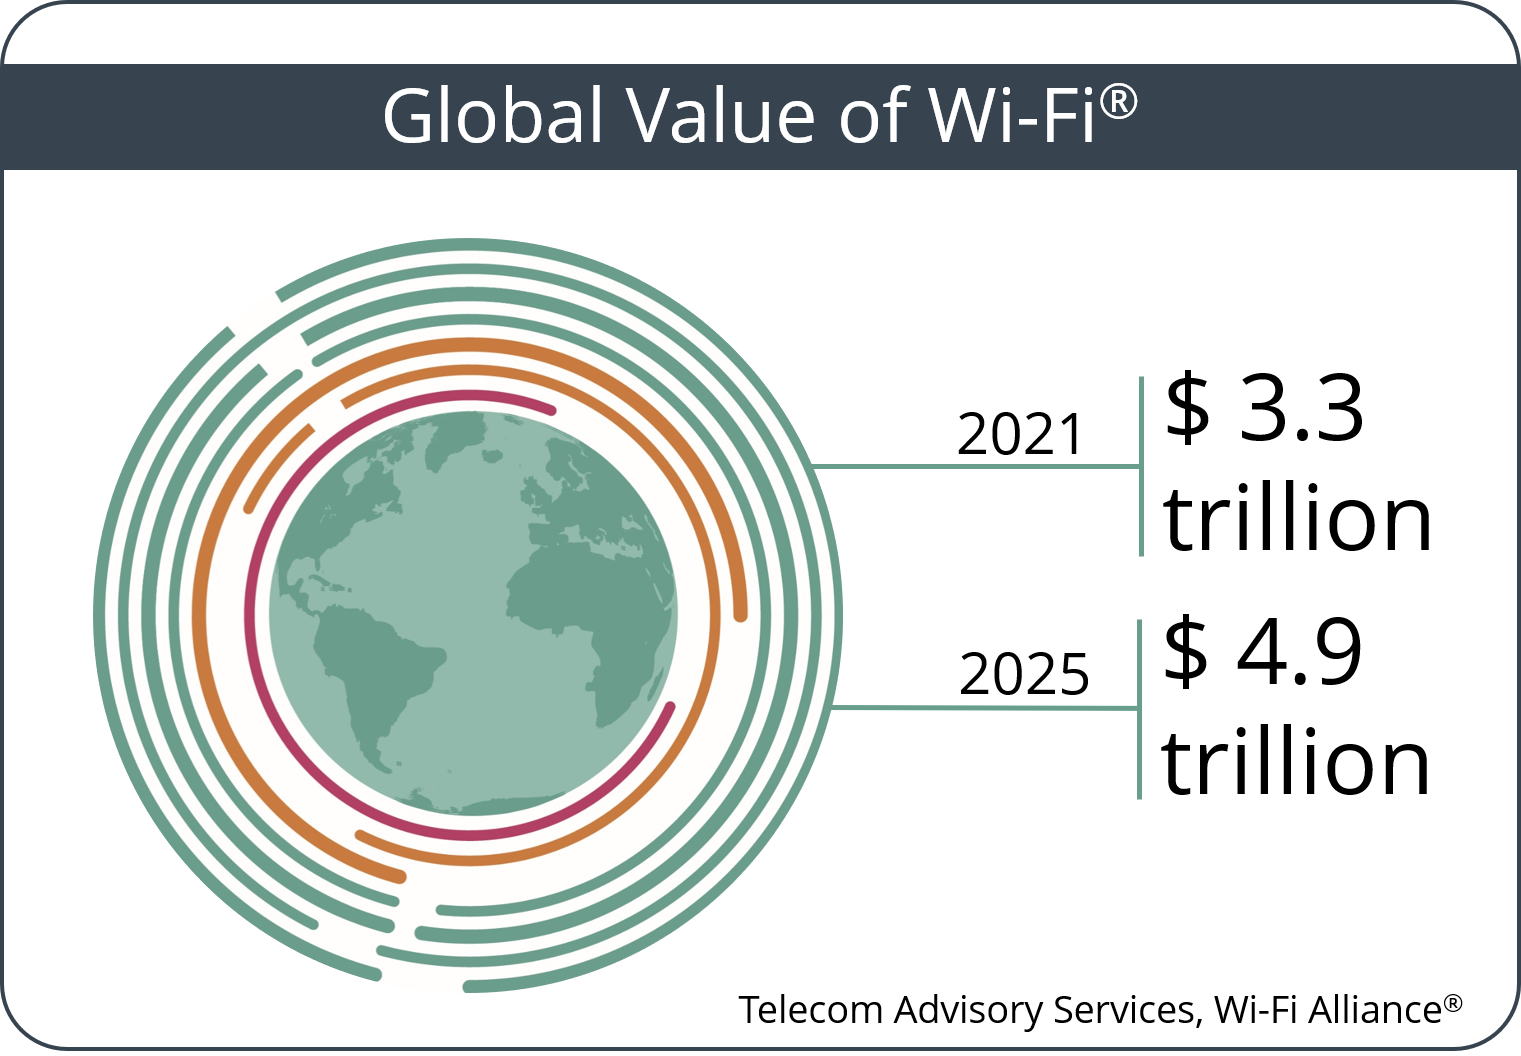 Global Value of Wi-Fi®
2021
$ 3.3
trillion
2025
$ 4.9
trillion
Telecom Advisory Services, Wi-Fi Alliance®